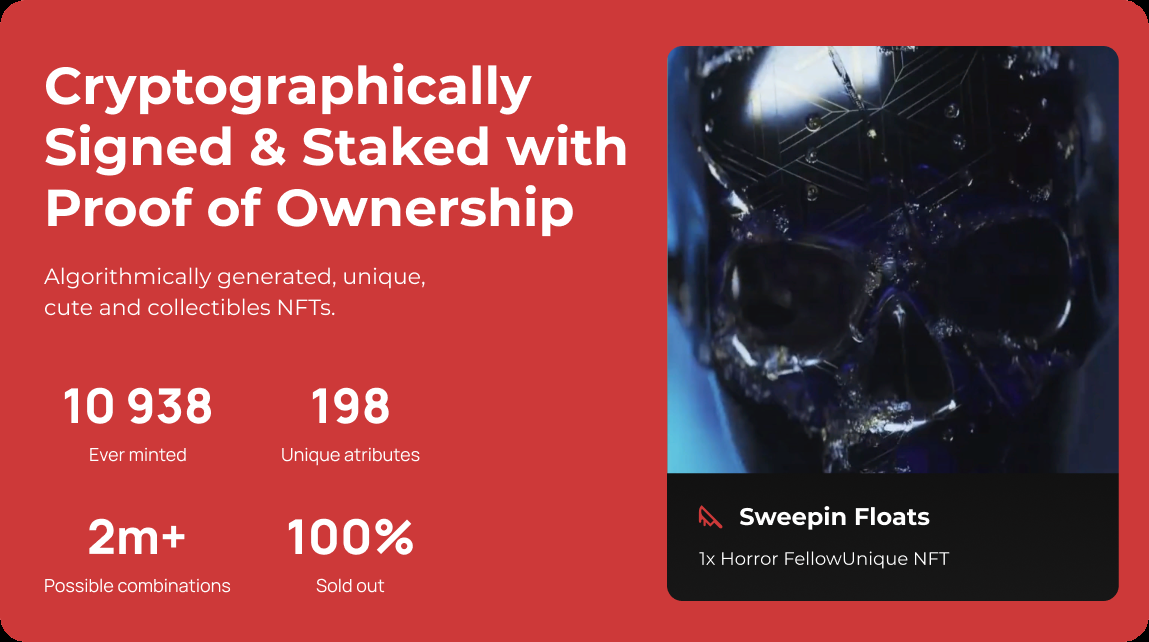 Cryptographically
Signed & Staked with
Proof of Ownership
Algorithmically generated, unique,
cute and collectibles NFTs.
10 938
198
Ever minted
Unique atributes
2m+
100%
Possible combinations
Sold out
Sweepin Floats
1x Horror FellowUnique NFT